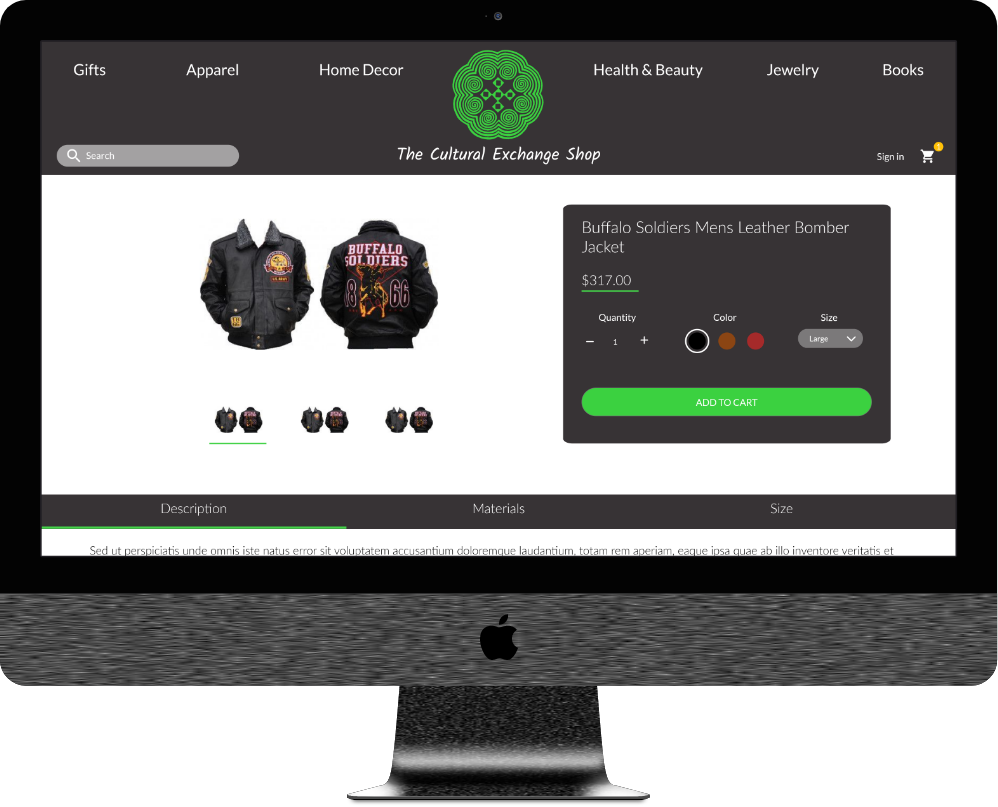 Gifts
Apparel
Home Decor
Health & Beauty
Jewelry
Books
Search
The Cultural Exchange Shop
Sign in
BUFFALO
SOLDIERS
18 66
Buffalo Soldiers Mens Leather Bomber
Jacket
$317.00
Quantity
Color
Size
1
Large
ADD TO CART
Description
Materials
Size
Sed ut perspiciatis unde omnis iste natus error sit voluptatem accusantium doloremque laudantium, totam rem aperiam, eaque ipsa quae ab illo inventore veritatis et